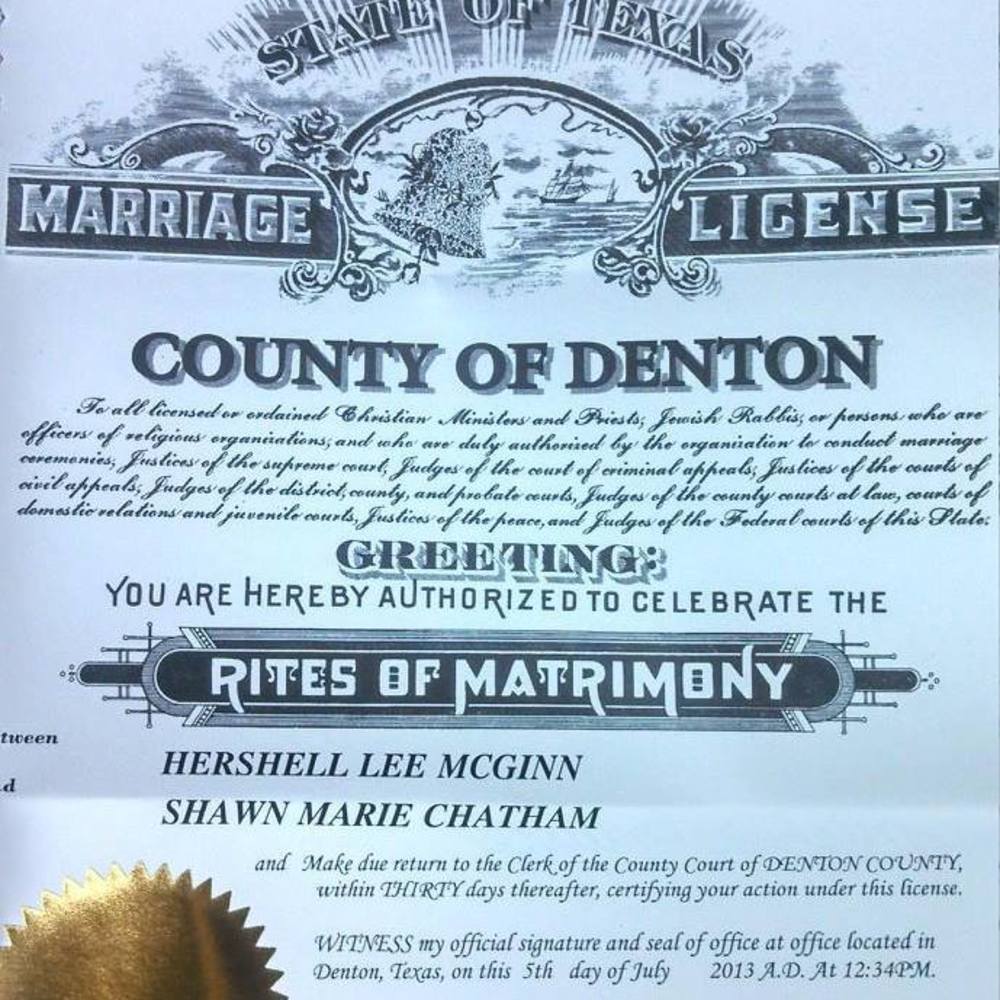 STATE OF TEXAS
MARRIAGE LICENSE
COUNTY OF DENTON
To all licensed or ordained Christian Ministers and Priests, Jewish Rabbis, or persons who are
officers of religious organizations, and who are duly authorized by the organization to conduct marriage
ceremonies, Justices of the supreme court, Judges of the court of criminal appeals, Justices of the courts of
civil appeals, Judges of the district, county, and probate courts, Judges of the county courts at law, courts of
domestic relations and juvenile courts, Justices of the peace, and Judges of the Federal courts of this State:
GREETING:
YOU ARE HEREBY AUTHORIZED TO CELEBRATE THE
RITES OF MATRIMONY
tween
HERSHELL LEE MCGINN
d
SHAWN MARIE CHATHAM
and Make due return to the Clerk of the County Court of DENTON COUNTY,
within THIRTY days thereafter, certifying your action under this license.
WITNESS my official signature and seal of office at office located in
Denton, Texas, on this 5th day of July 2013 A.D. At 12:34PM.